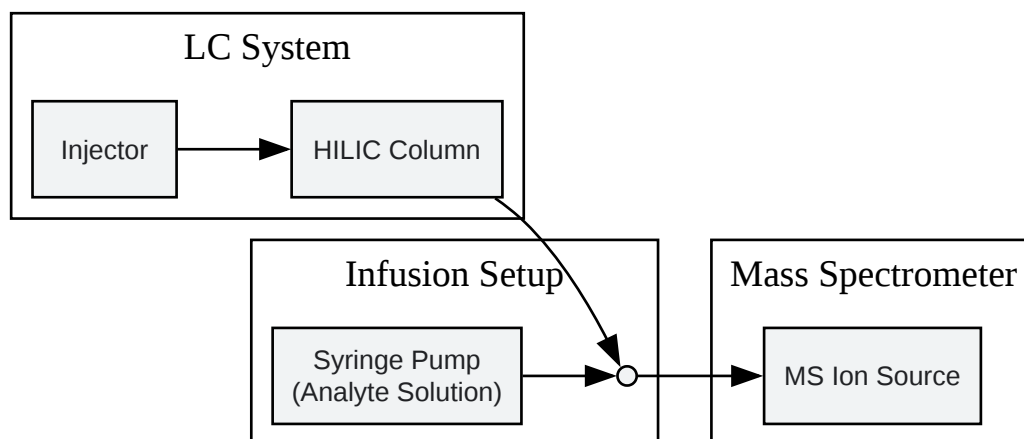 LC System
Injector
HILIC Column
Infusion Setup
Mass Spectrometer
Syringe Pump
(Analyte Solution)
MS Ion Source